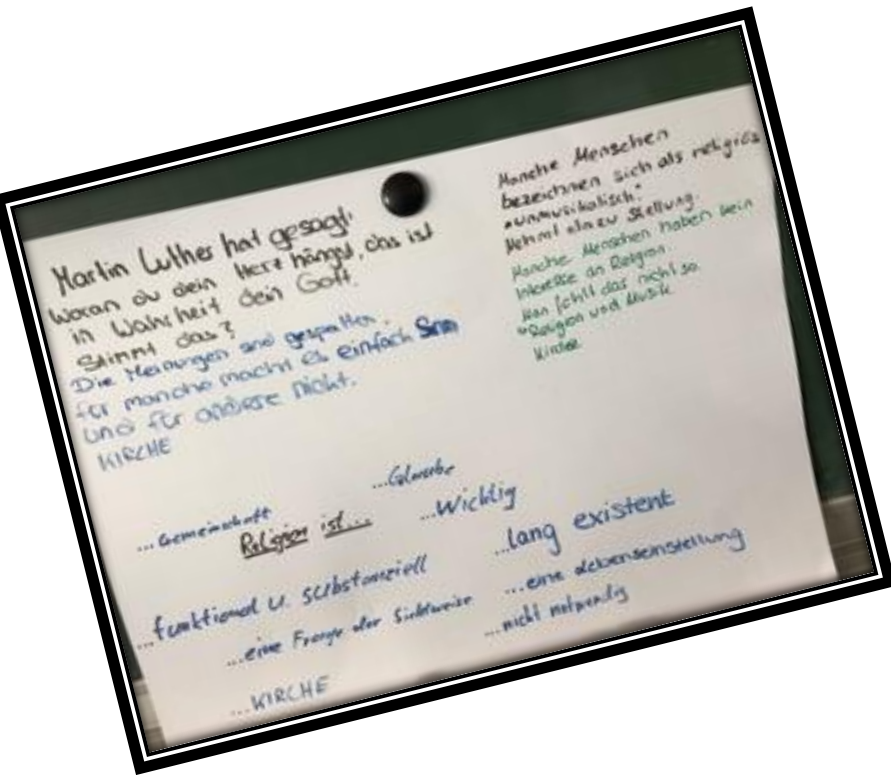 Martin Luther hat gesagt:
Woran du dein Herz hängst, das ist
in Wahrheit dein Gott.
Stimmt das?
Die Meinungen sind gespalten.
für manche macht es einfach Sinn
und für andere nicht.
KIRCHE
Manche Menschen
bezeichnen sich als religiös
"unmusikalisch".
Nehmt dazu Stellung.
Manche Menschen haben kein
Interesse an Religion.
Man fühlt das nicht so.
Religion und Musik
Kirche
...Glaube
...Gemeinschaft
Religion ist...
...Wichtig
...lang existent
...funktional u. substanziell
...eine Lebenseinstellung
...eine Frage der Sichtweise
...nicht notwendig
...KIRCHE